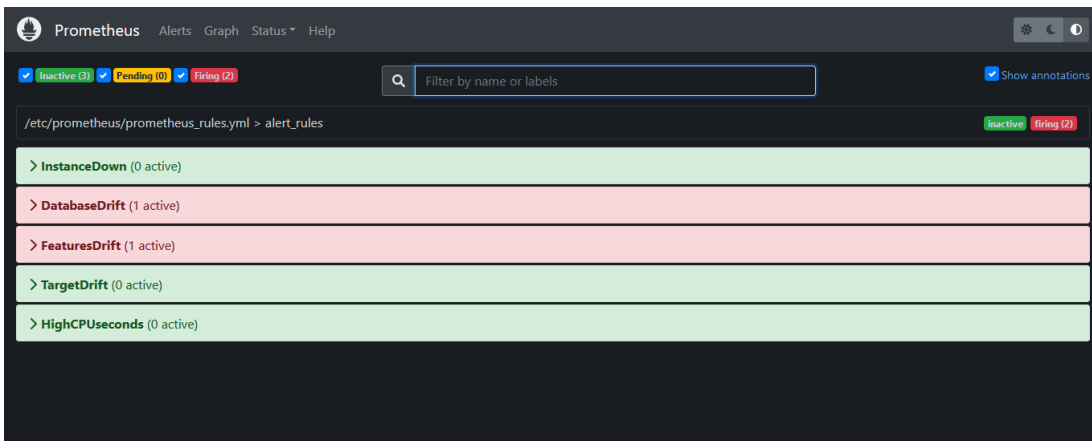 Prometheus Alerts Graph Status Help
Inactive (3) Pending (0) Firing (2) Filter by name or labels Show annotations
/etc/prometheus/prometheus_rules.yml > alert_rules inactive firing (2)
InstanceDown (0 active)
DatabaseDrift (1 active)
FeaturesDrift (1 active)
TargetDrift (0 active)
HighCPUseconds (0 active)